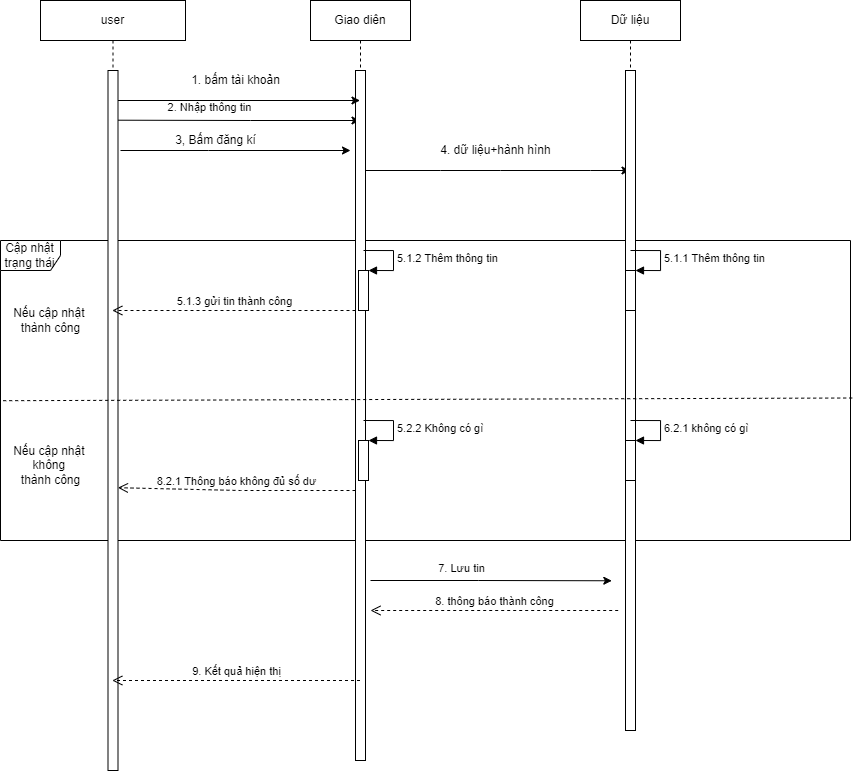 user
Giao diên
Dữ liệu
1. bấm tài khoản
2. Nhập thông tin
3, Bấm đăng kí
4. dữ liệu+hành hình
Cập nhật
trạng thái
5.1.2 Thêm thông tin
5.1.1 Thêm thông tin
5.1.3 gửi tin thành công
Nếu cập nhật
thành công
5.2.2 Không có gỉ
6.2.1 không có gỉ
Nếu cập nhật
không
thành công
8.2.1 Thông báo không đủ số dư
7. Lưu tin
8. thông báo thành công
9. Kết quả hiện thị